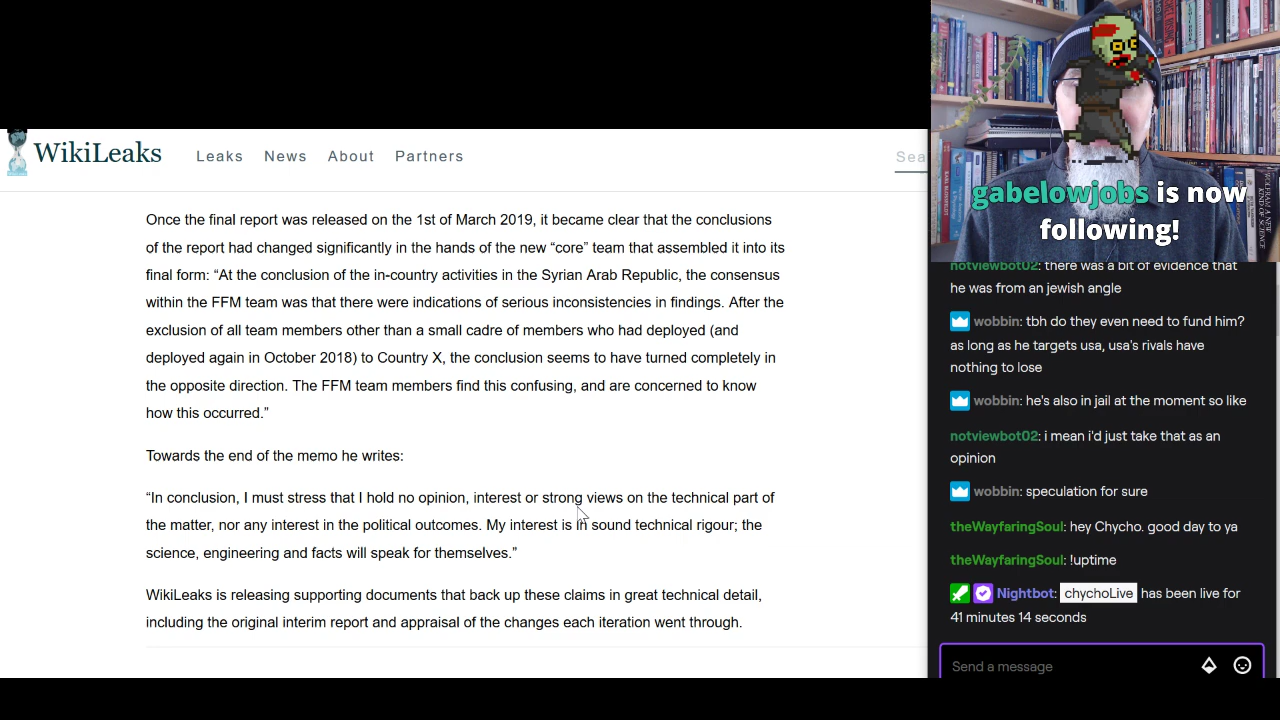 WikiLeaks
Leaks News About Partners
Sea
Once the final report was released on the 1st of March 2019, it became clear that the conclusions
of the report had changed significantly in the hands of the new “core” team that assembled it into its
final form: “At the conclusion of the in-country activities in the Syrian Arab Republic, the consensus
within the FFM team was that there were indications of serious inconsistencies in findings. After the
exclusion of all team members other than a small cadre of members who had deployed (and
deployed again in October 2018) to Country X, the conclusion seems to have turned completely in
the opposite direction. The FFM team members find this confusing, and are concerned to know
how this occurred.”
Towards the end of the memo he writes:
“In conclusion, I must stress that I hold no opinion, interest or strong views on the technical part of
the matter, nor any interest in the political outcomes. My interest is in sound technical rigour; the
science, engineering and facts will speak for themselves.”
WikiLeaks is releasing supporting documents that back up these claims in great technical detail,
including the original interim report and appraisal of the changes each iteration went through.
gabelowjobs is now
following!
WOLFRAM A NEW
KIND OF SCIENCE
notviewbot02: there was a bit of evidence that
he was from an jewish angle
wobbin: tbh do they even need to fund him?
as long as he targets usa, usa's rivals have
nothing to lose
wobbin: he's also in jail at the moment so like
notviewbot02: i mean i'd just take that as an
opinion
wobbin: speculation for sure
theWayfaringSoul: hey Chycho. good day to ya
theWayfaringSoul: !uptime
Nightbot: chychoLive has been live for
41 minutes 14 seconds
Send a message